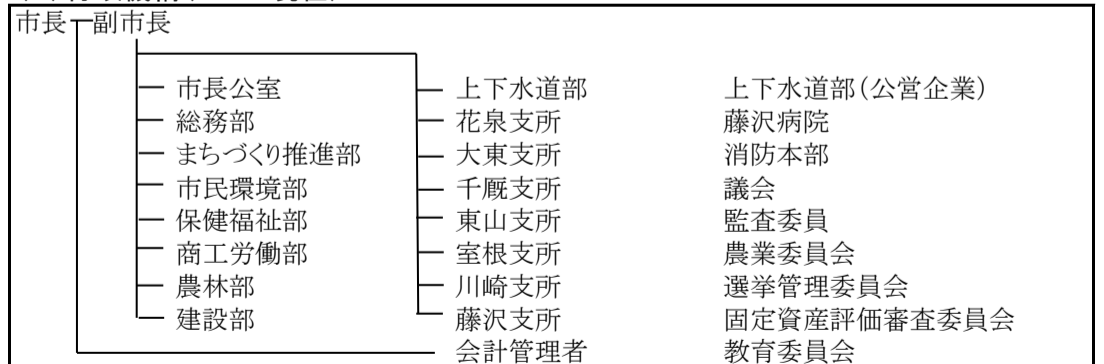 市長 副市長
市長公室 上下水道部 上下水道部(公営企業)
総務部 花泉支所 藤沢病院
まちづくり推進部 大東支所 消防本部
市民環境部 千厩支所 議会
保健福祉部 東山支所 監査委員
商工労働部 室根支所 農業委員会
農林部 川崎支所 選挙管理委員会
建設部 藤沢支所 固定資産評価審査委員会
会計管理者 教育委員会